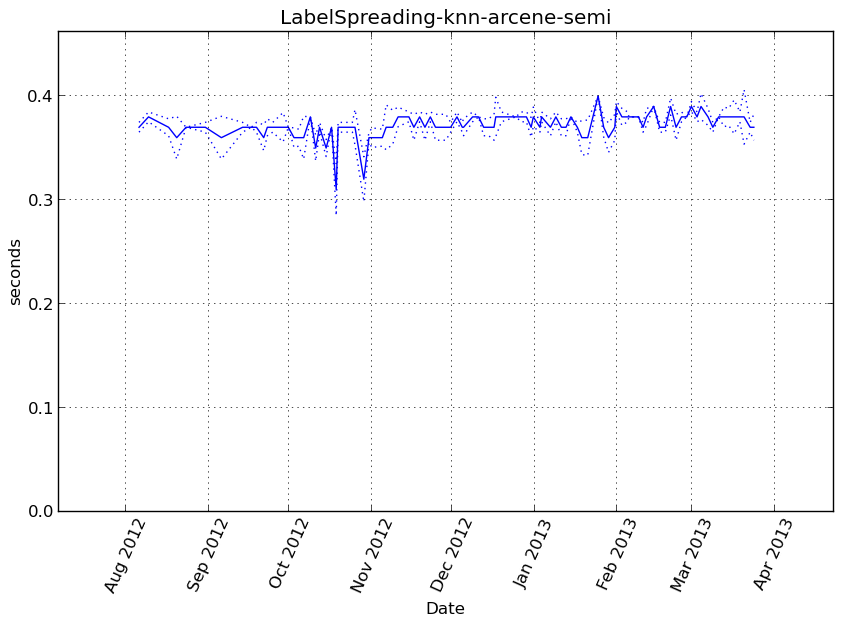 LabelSpreading-knn-arcene-semi
0.4
0.3
0.2
0.1
0.0
seconds
Aug 2012
Sep 2012
Oct 2012
Nov 2012
Dec 2012
Jan 2013
Feb 2013
Mar 2013
Apr 2013
Date